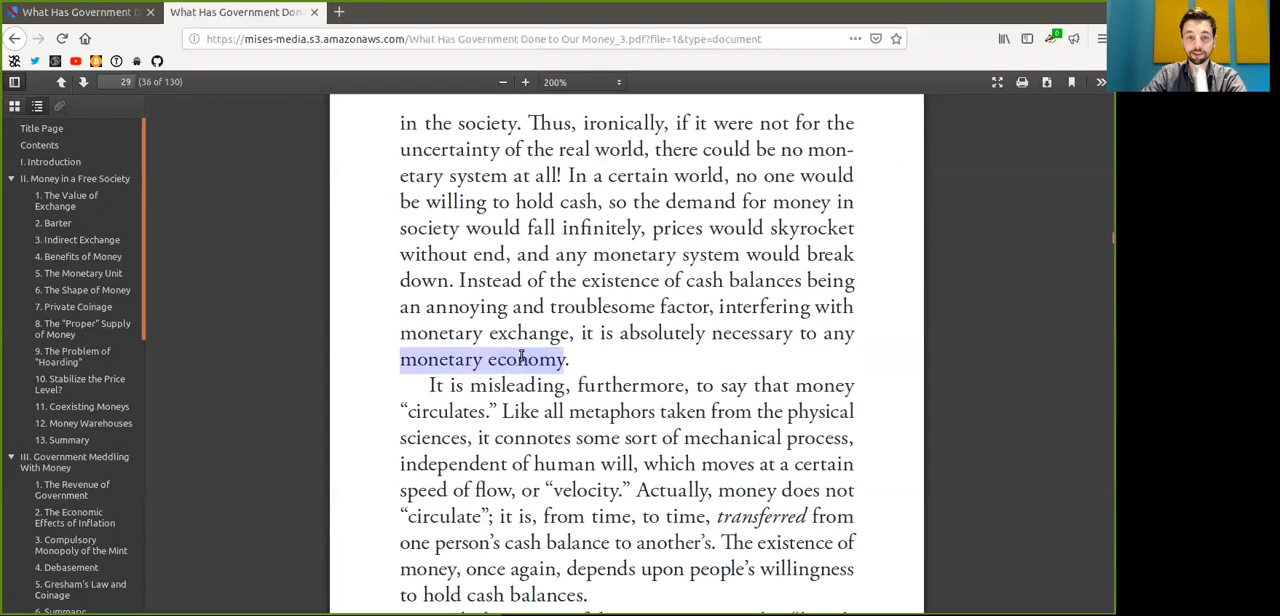 What Has Government D
What Has Government Don
https://mises-media.s3.amazonaws.com/What Has Government Done to Our Money_3.pdf?file=1&type=document
0
29 (36 of 130)
200%
Title Page
Contents
I. Introduction
II. Money in a Free Society
1. The Value of
Exchange
2. Barter
3. Indirect Exchange
4. Benefits of Money
5. The Monetary Unit
6. The Shape of Money
7. Private Coinage
8. The "Proper" Supply
of Money
9. The Problem of
"Hoarding"
10. Stabilize the Price
Level?
11. Coexisting Moneys
12. Money Warehouses
13. Summary
III. Government Meddling
With Money
1. The Revenue of
Government
2. The Economic
Effects of Inflation
3. Compulsory
Monopoly of the Mint
4. Debasement
5. Gresham's Law and
Coinage
6. Summary
in the society. Thus, ironically, if it were not for the
uncertainty of the real world, there could be no mon-
etary system at all! In a certain world, no one would
be willing to hold cash, so the demand for money in
society would fall infinitely, prices would skyrocket
without end, and any monetary system would break
down. Instead of the existence of cash balances being
an annoying and troublesome factor, interfering with
monetary exchange, it is absolutely necessary to any
monetary economy.
It is misleading, furthermore, to say that money
“circulates.” Like all metaphors taken from the physical
sciences, it connotes some sort of mechanical process,
independent of human will, which moves at a certain
speed of flow, or “velocity.” Actually, money does not
“circulate”; it is, from time, to time, transferred from
one person’s cash balance to another’s. The existence of
money, once again, depends upon people’s willingness
to hold cash balances.